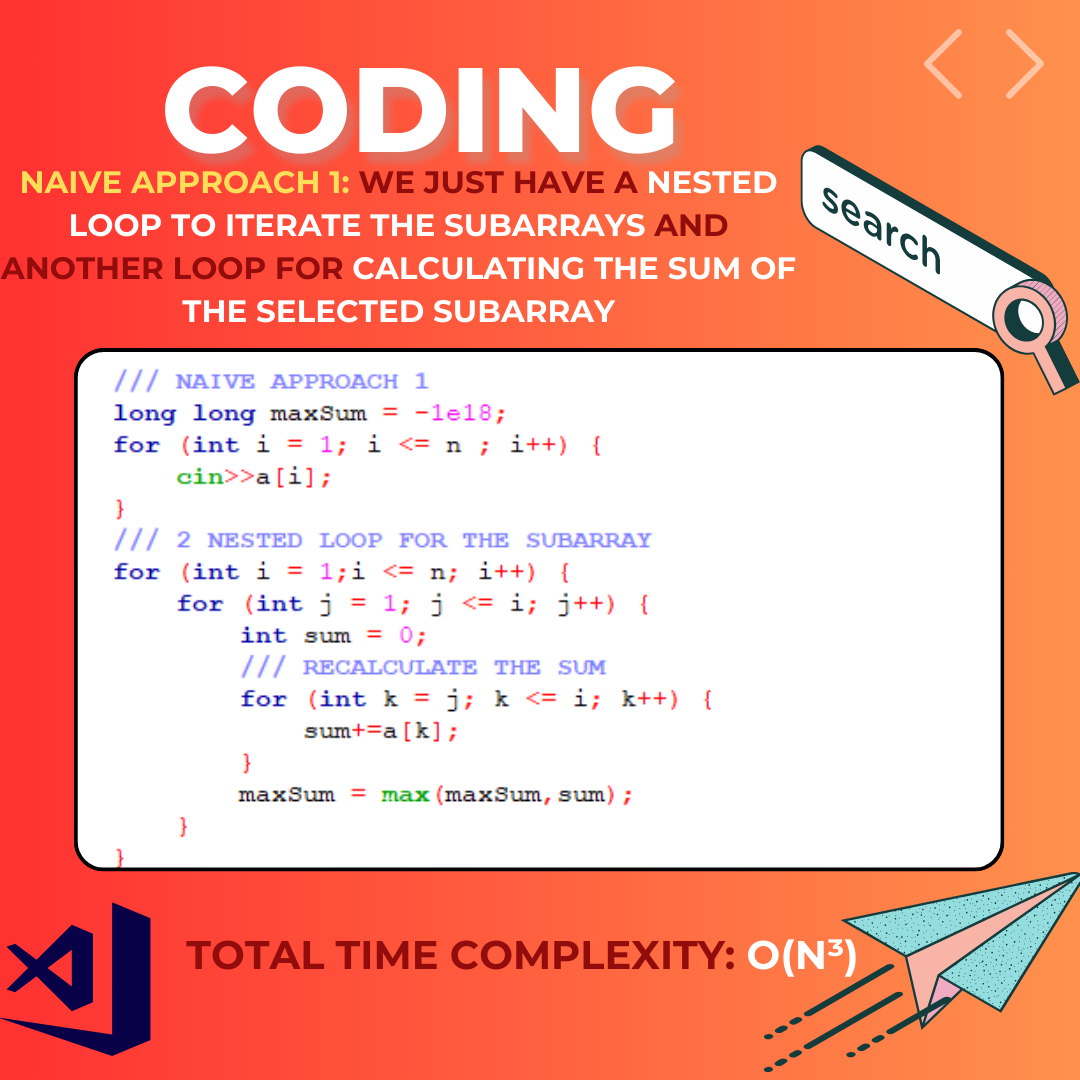 CODING
NAIVE APPROACH 1: WE JUST HAVE A NESTED
LOOP TO ITERATE THE SUBARRAYS AND
ANOTHER LOOP FOR CALCULATING THE SUM OF
THE SELECTED SUBARRAY
search
/// NAIVE APPROACH 1
long long maxSum = -1e18;
for (int i = 1; i <= n ; i++) {
    cin>>a[i];
}
/// 2 NESTED LOOP FOR THE SUBARRAY
for (int i = 1;i <= n; i++) {
    for (int j = 1; j <= i; j++) {
        int sum = 0;
        /// RECALCULATE THE SUM
        for (int k = j; k <= i; k++) {
            sum+=a[k];
        }
        maxSum = max(maxSum,sum);
    }
}
TOTAL TIME COMPLEXITY: O(N³)